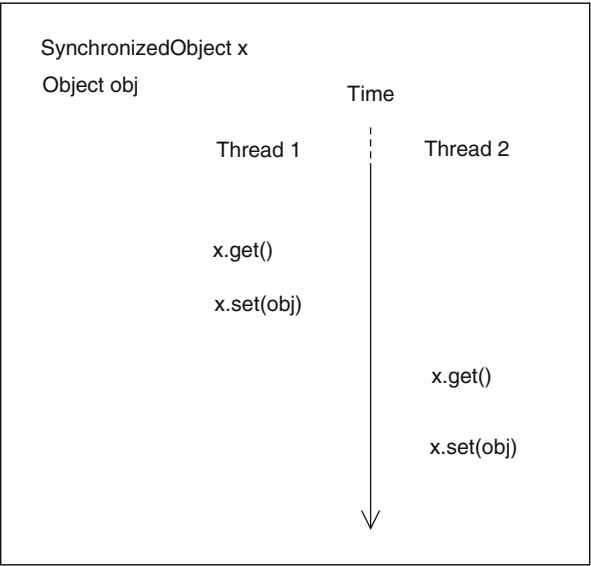 SynchronizedObject x
Object obj
Time
Thread 1
Thread 2
x.get()
x.set(obj)
x.get()
x.set(obj)